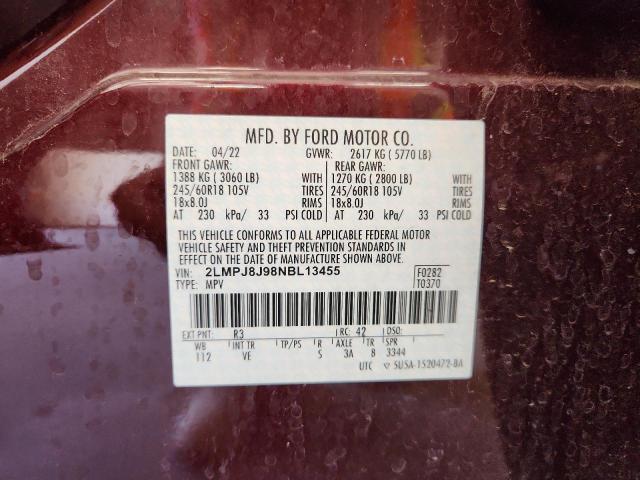 MFD. BY FORD MOTOR CO.
DATE: 04/22 GVWR: 2617 KG ( 5770 LB)
FRONT GAWR: REAR GAWR:
1388 KG ( 3060 LB) WITH 1270 KG ( 2800 LB) WITH
245/60R18 105V TIRES 245/60R18 105V TIRES
18x8.0J RIMS 18x8.0J RIMS
AT 230 kPa/ 33 PSI COLD AT 230 kPa/ 33 PSI COLD
THIS VEHICLE CONFORMS TO ALL APPLICABLE FEDERAL MOTOR
VEHICLE SAFETY AND THEFT PREVENTION STANDARDS IN
EFFECT ON THE DATE OF MANUFACTURE SHOWN ABOVE.
VIN: 2LMPJ8J98NBL13455 F0282
TYPE: MPV T0370
EXT PNT: R3 RC: 42 DSO:
WB INT TR TP/PS R AXLE TR SPR
112 VE S 3A 8 3344
UTC ▽ 5U5A-1520472-BA